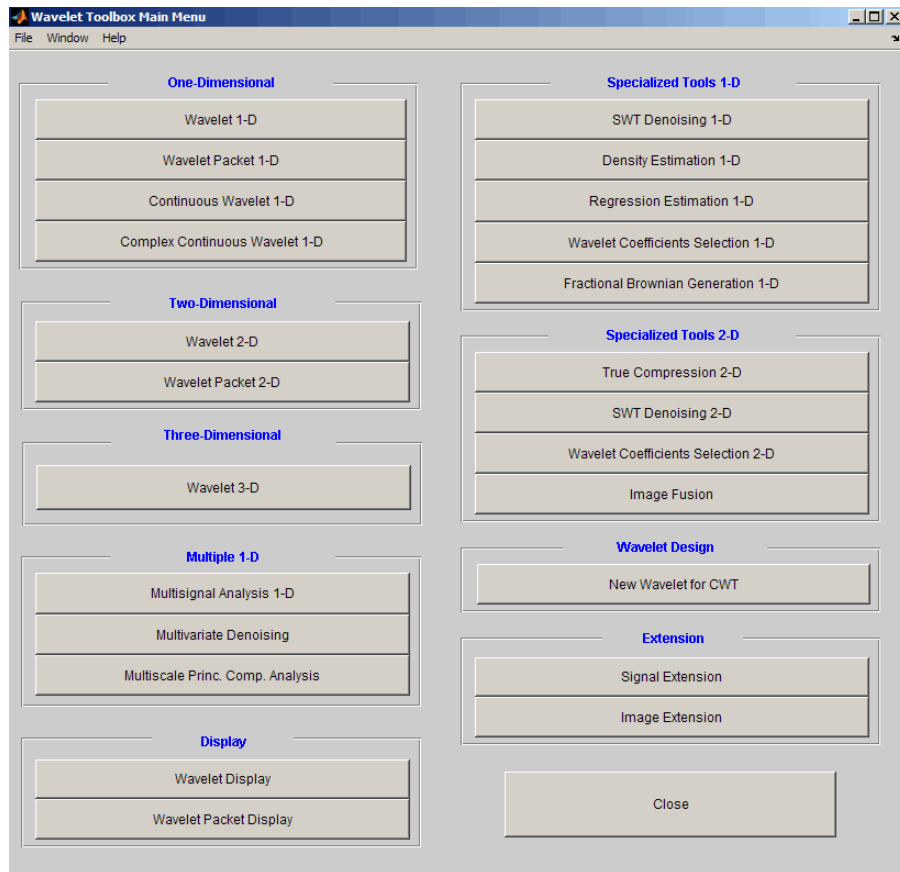 Wavelet Toolbox Main Menu
File Window Help
One-Dimensional
Wavelet 1-D
Wavelet Packet 1-D
Continuous Wavelet 1-D
Complex Continuous Wavelet 1-D
Two-Dimensional
Wavelet 2-D
Wavelet Packet 2-D
Three-Dimensional
Wavelet 3-D
Multiple 1-D
Multisignal Analysis 1-D
Multivariate Denoising
Multiscale Princ. Comp. Analysis
Display
Wavelet Display
Wavelet Packet Display
Specialized Tools 1-D
SWT Denoising 1-D
Density Estimation 1-D
Regression Estimation 1-D
Wavelet Coefficients Selection 1-D
Fractional Brownian Generation 1-D
Specialized Tools 2-D
True Compression 2-D
SWT Denoising 2-D
Wavelet Coefficients Selection 2-D
Image Fusion
Wavelet Design
New Wavelet for CWT
Extension
Signal Extension
Image Extension
Close